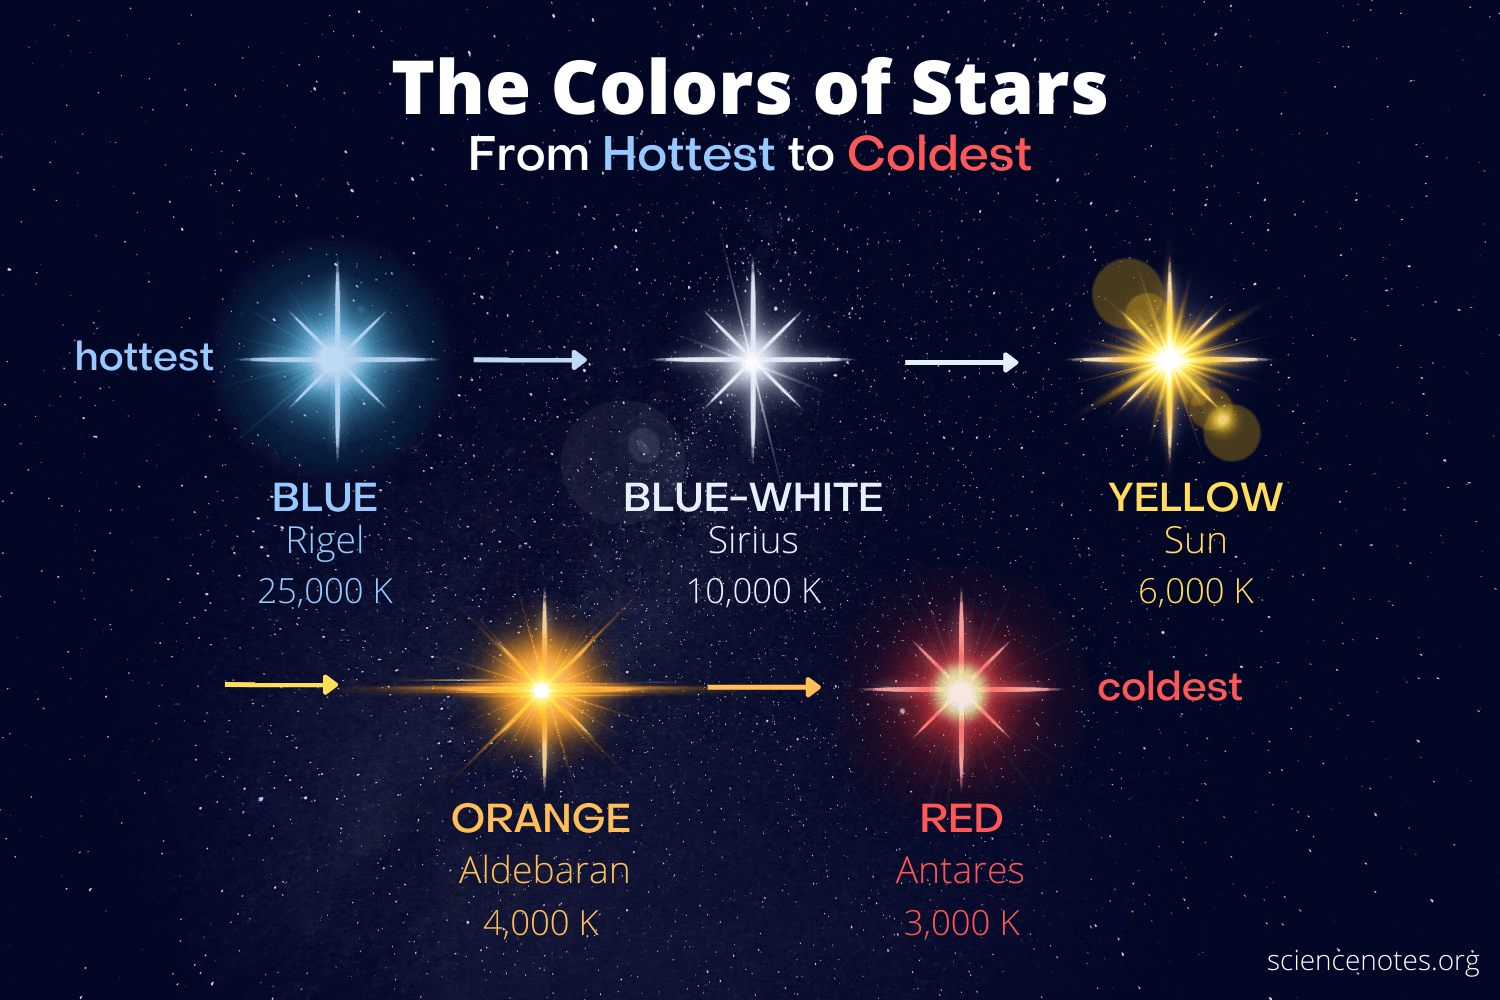 The Colors of Stars
From Hottest to Coldest
hottest
BLUE
Rigel
25,000 K
BLUE-WHITE
Sirius
10,000 K
YELLOW
Sun
6,000 K
ORANGE
Aldebaran
4,000 K
RED
Antares
3,000 K
coldest
sciencenotes.org